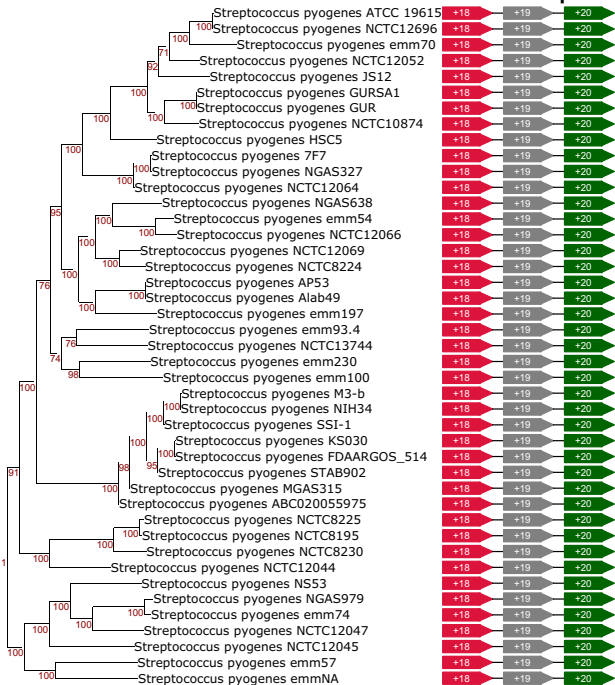 Streptococcus pyogenes ATCC 19615 +18 +19 +20
100
Streptococcus pyogenes NCTC12696 +18 +19 +20
100
Streptococcus pyogenes emm70 +18 +19 +20
71
Streptococcus pyogenes NCTC12052 +18 +19 +20
92
Streptococcus pyogenes JS12 +18 +19 +20
100
Streptococcus pyogenes GURSA1 +18 +19 +20
100
Streptococcus pyogenes GUR +18 +19 +20
100
Streptococcus pyogenes NCTC10874 +18 +19 +20
Streptococcus pyogenes HSC5 +18 +19 +20
100
Streptococcus pyogenes 7F7 +18 +19 +20
100
Streptococcus pyogenes NGAS327 +18 +19 +20
100
Streptococcus pyogenes NCTC12064 +18 +19 +20
Streptococcus pyogenes NGAS638 +18 +19 +20
95
Streptococcus pyogenes emm54 +18 +19 +20
100
Streptococcus pyogenes NCTC12066 +18 +19 +20
100
100
Streptococcus pyogenes NCTC12069 +18 +19 +20
100
Streptococcus pyogenes NCTC8224 +18 +19 +20
100
100
Streptococcus pyogenes AP53 +18 +19 +20
76
Streptococcus pyogenes Alab49 +18 +19 +20
100
100
Streptococcus pyogenes emm197 +18 +19 +20
Streptococcus pyogenes emm93.4 +18 +19 +20
76
Streptococcus pyogenes NCTC13744 +18 +19 +20
74
Streptococcus pyogenes emm230 +18 +19 +20
98
Streptococcus pyogenes emm100 +18 +19 +20
100
Streptococcus pyogenes M3-b +18 +19 +20
100
Streptococcus pyogenes NIH34 +18 +19 +20
100
Streptococcus pyogenes SSI-1 +18 +19 +20
100
Streptococcus pyogenes KS030 +18 +19 +20
100
Streptococcus pyogenes FDAARGOS_514 +18 +19 +20
98
95
91
Streptococcus pyogenes STAB902 +18 +19 +20
100
Streptococcus pyogenes MGAS315 +18 +19 +20
Streptococcus pyogenes ABC020055975 +18 +19 +20
Streptococcus pyogenes NCTC8225 +18 +19 +20
100
Streptococcus pyogenes NCTC8195 +18 +19 +20
100
Streptococcus pyogenes NCTC8230 +18 +19 +20
100
1
Streptococcus pyogenes NCTC12044 +18 +19 +20
Streptococcus pyogenes NS53 +18 +19 +20
Streptococcus pyogenes NGAS979 +18 +19 +20
100
100
Streptococcus pyogenes emm74 +18 +19 +20
100
100
Streptococcus pyogenes NCTC12047 +18 +19 +20
Streptococcus pyogenes NCTC12045 +18 +19 +20
100
Streptococcus pyogenes emm57 +18 +19 +20
100
Streptococcus pyogenes emmNA +18 +19 +20